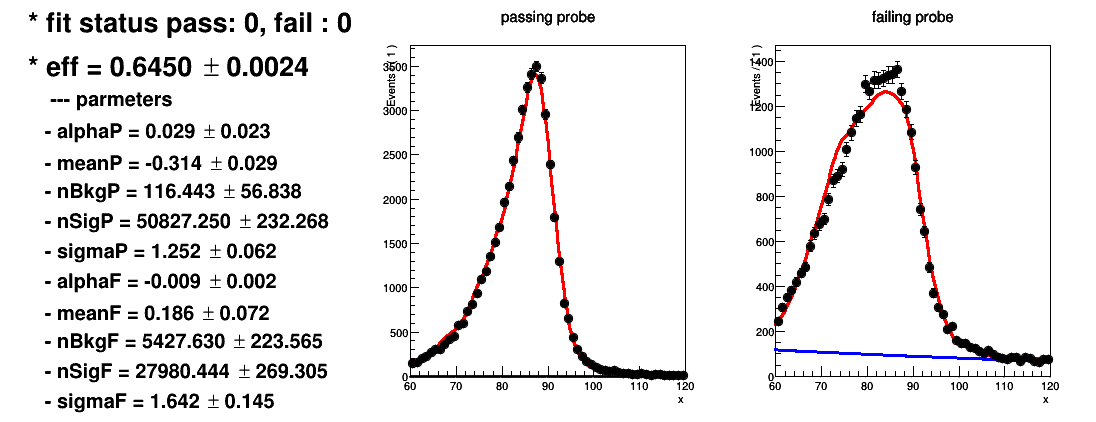 * fit status pass: 0, fail : 0
* eff = 0.6450 ± 0.0024
--- parmeters
- alphaP = 0.029 ± 0.023
- meanP = -0.314 ± 0.029
- nBkgP = 116.443 ± 56.838
- nSigP = 50827.250 ± 232.268
- sigmaP = 1.252 ± 0.062
- alphaF = -0.009 ± 0.002
- meanF = 0.186 ± 0.072
- nBkgF = 5427.630 ± 223.565
- nSigF = 27980.444 ± 269.305
- sigmaF = 1.642 ± 0.145
passing probe
Events / ( 1 )
3500
3000
2500
2000
1500
1000
500
0
60 70 80 90 100 110 120
x
failing probe
Events / ( 1 )
1400
1200
1000
800
600
400
200
0
60 70 80 90 100 110 120
x